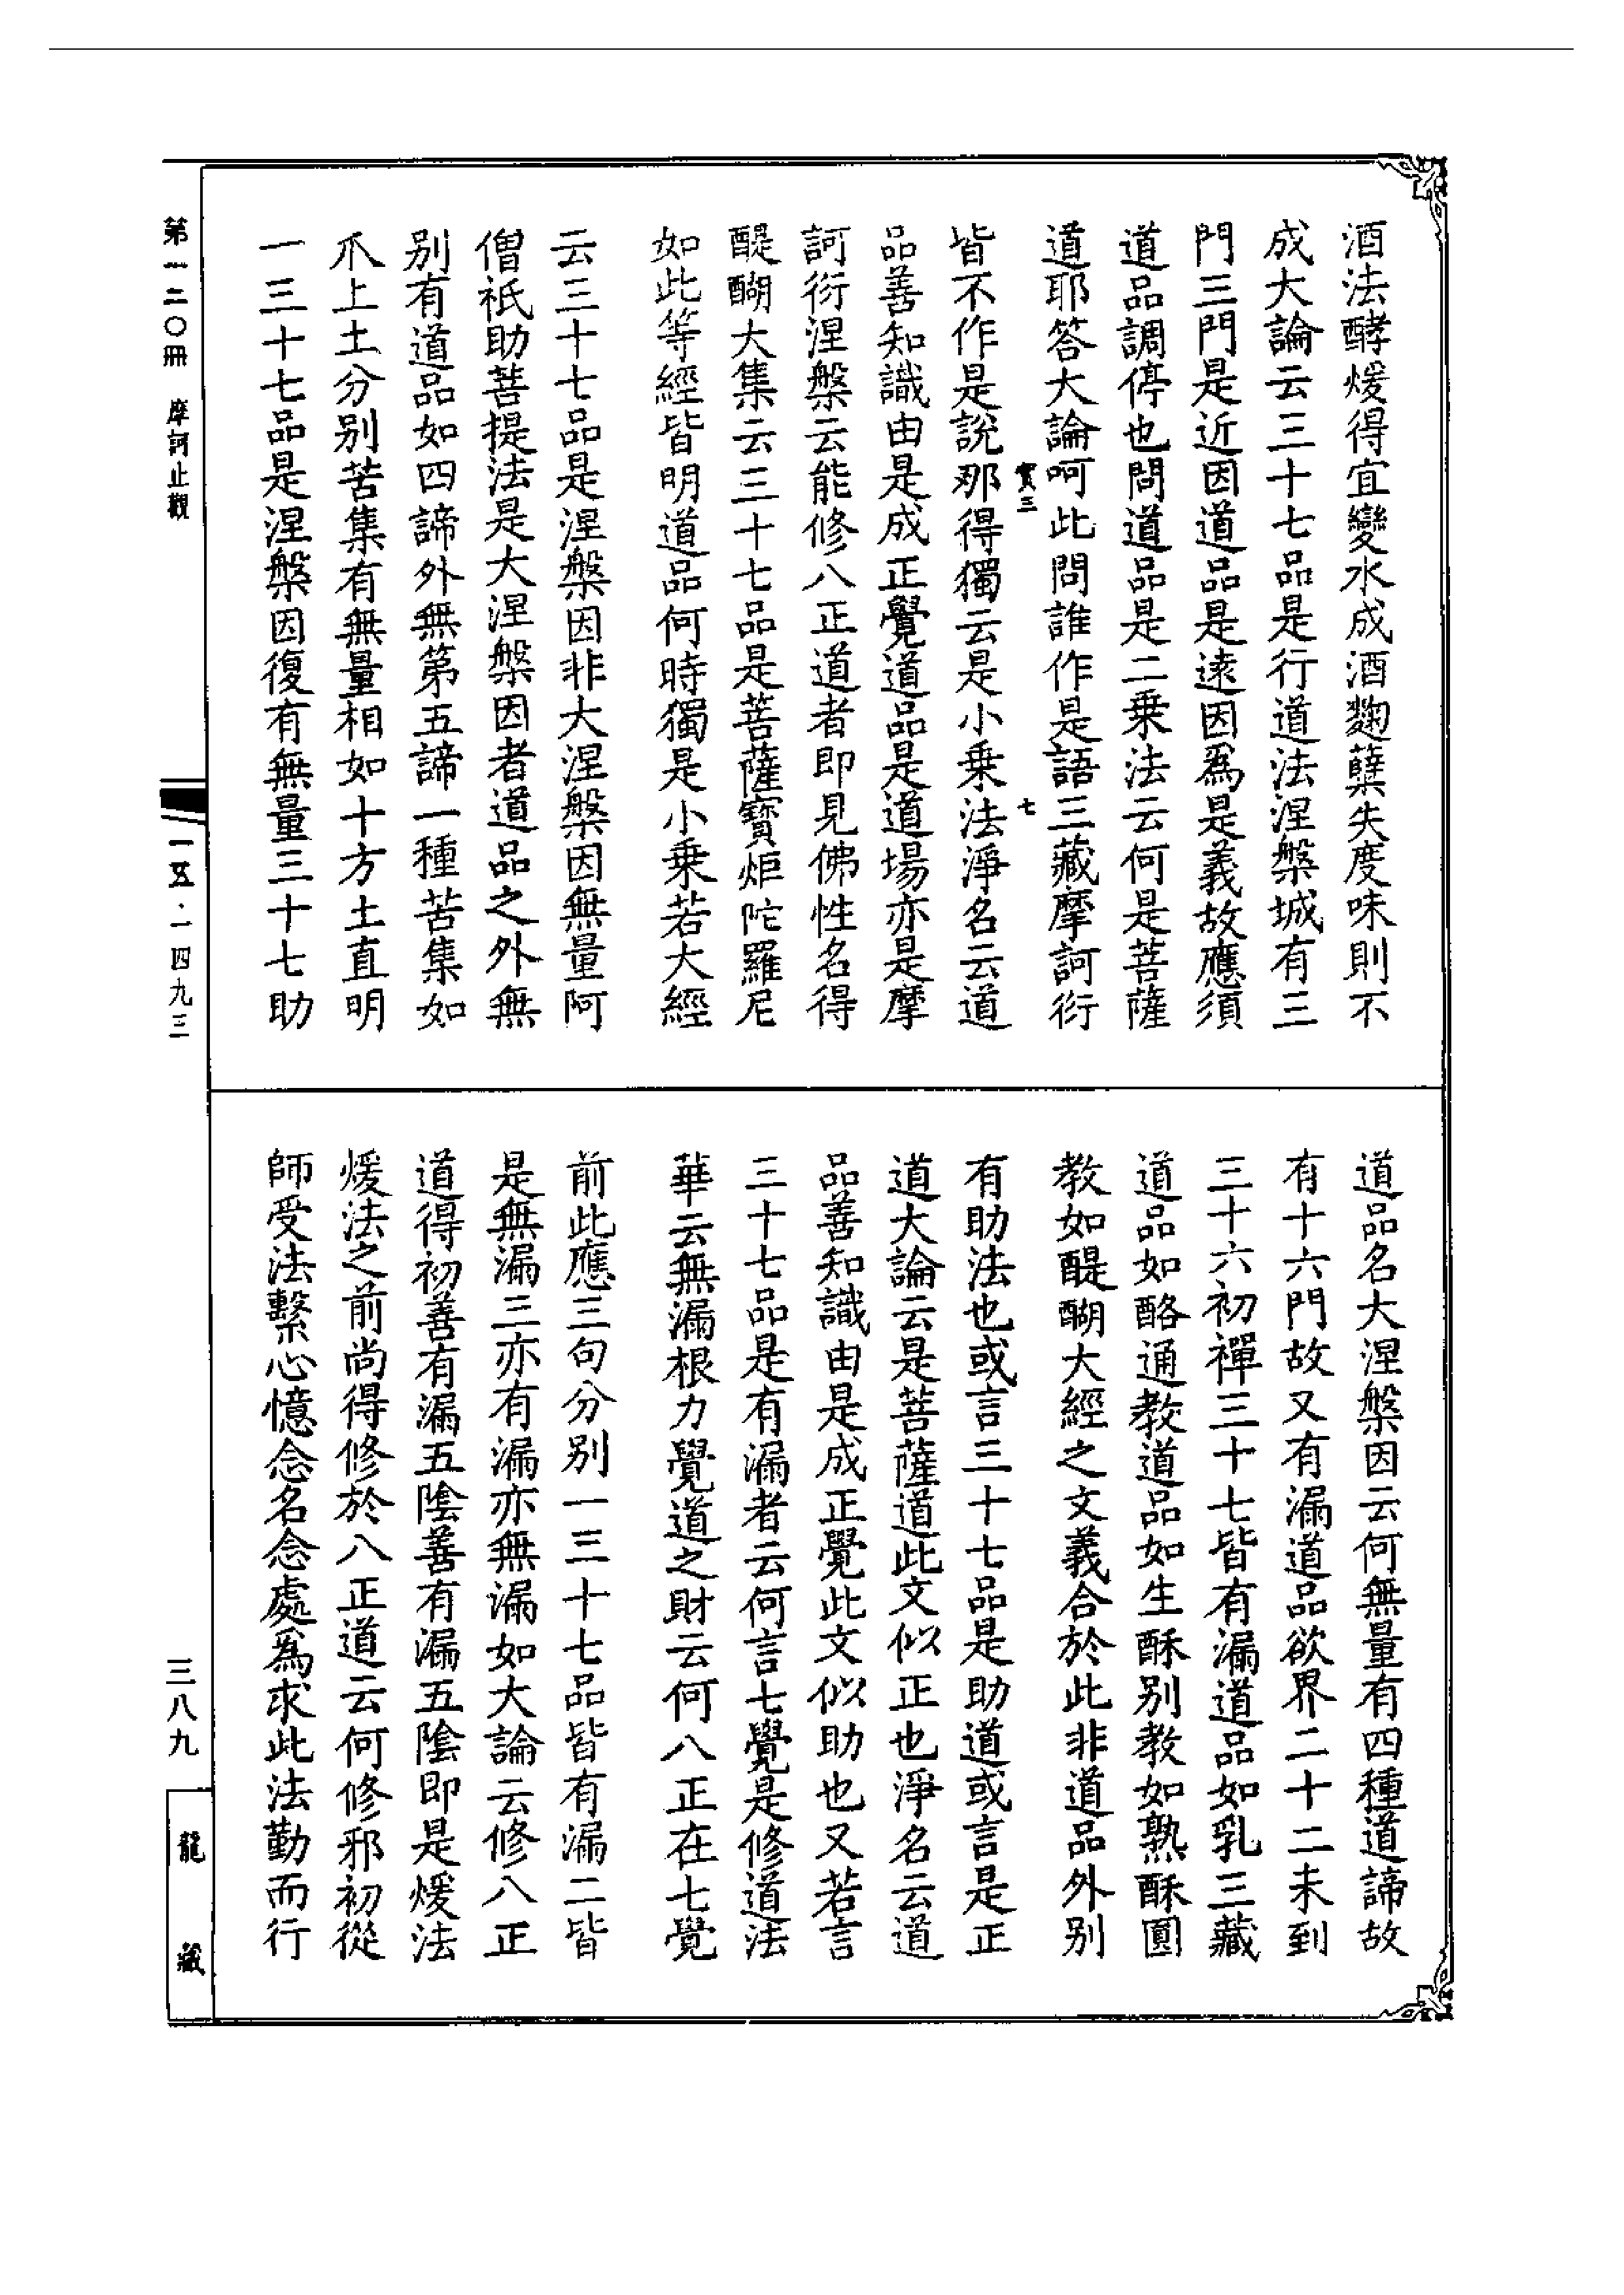 酒法酵煖得宜變水成酒麴櫱失度味則不
成大論云三十七品是行道法涅槃城有三
門三門是近因道品是遠因爲是義故應須
道品調停也問道品是二乗法云何是菩薩
道耶答大論呵此問誰作是語三藏摩訶衍
寳三
七
皆不作是説那得獨云是小乗法淨名云道
品善知識由是成正覺道品是道場亦是摩
訶衍涅槃云能修八正道者即見佛性名得
醍醐大集云三十七品是菩薩寳炬陀羅尼
如此等經皆明道品何時獨是小乗若大經
云三十七品是涅槃因非大涅槃因無量阿
僧祇助菩提法是大涅槃因者道品之外無
别有道品如四諦外無第五諦一種苦集如
爪上土分别苦集有無量相如十方土直明
一三十七品是涅槃因復有無量三十七助
道品名大涅槃因云何無量有四種道諦故
有十六門故又有漏道品欲界二十二未到
三十六初禪三十七皆有漏道品如乳三藏
道品如酪通教道品如生酥别教如熟酥圓
教如醍醐大經之文義合於此非道品外别
有助法也或言三十七品是助道或言是正
道大論云是菩薩道此文似正也淨名云道
品善知識由是成正覺此文似助也又若言
三十七品是有漏者云何言七覺是修道法
華云無漏根力覺道之財云何八正在七覺
前此應三句分别一三十七品皆有漏二皆
是無漏三亦有漏亦無漏如大論云修八正
道得初善有漏五陰善有漏五陰即是煖法
煖法之前尚得修於八正道云何修邪初從
師受法繫心憶念名念處爲求此法勤而行
第一二〇冊　摩訶止觀
一五·一四九三
三八九
龍藏